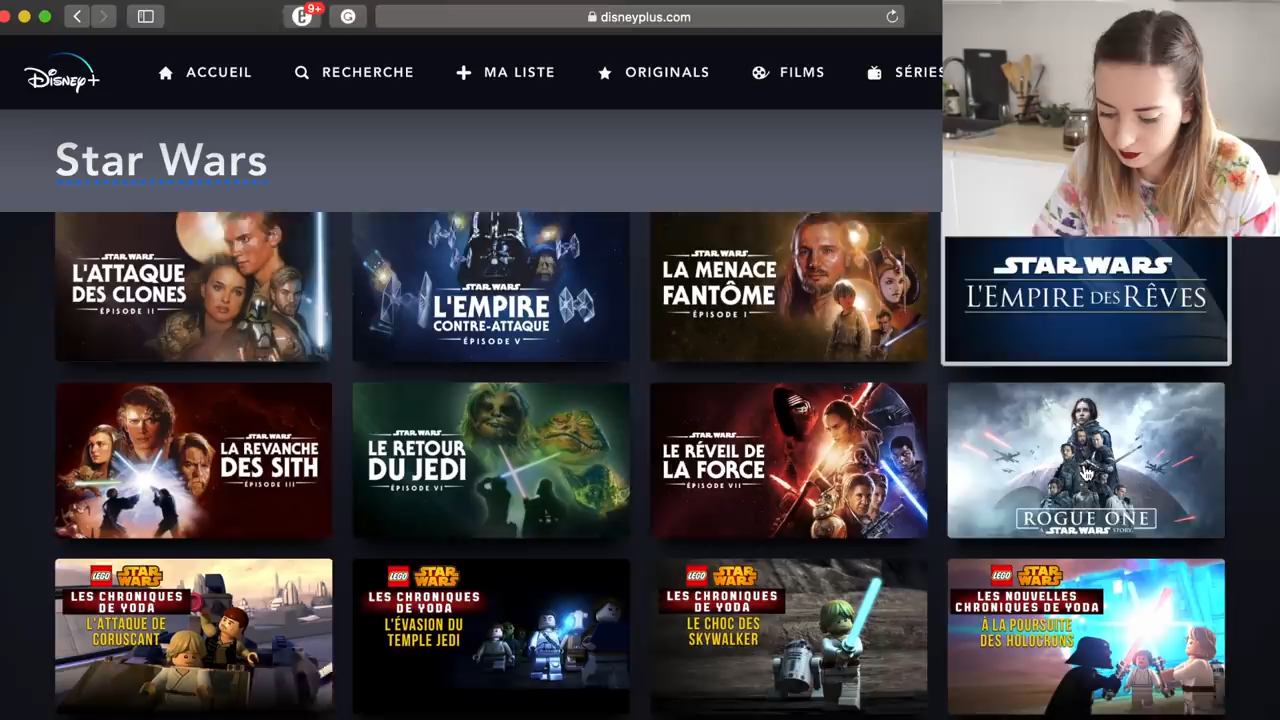 9+
disneyplus.com
Disney+
ACCUEIL
RECHERCHE
MA LISTE
ORIGINALS
FILMS
SÉRIES
Star Wars
STAR WARS
L'ATTAQUE
DES CLONES
ÉPISODE II
STAR WARS
L'EMPIRE
CONTRE-ATTAQUE
ÉPISODE V
STAR WARS
LA MENACE
FANTÔME
ÉPISODE I
STAR WARS
L'EMPIRE DES RÊVES
STAR WARS
LA REVANCHE
DES SITH
ÉPISODE III
STAR WARS
LE RETOUR
DU JEDI
ÉPISODE VI
STAR WARS
LE RÉVEIL DE
LA FORCE
ÉPISODE VII
ROGUE ONE
A STAR WARS STORY
LEGO STAR WARS
LES CHRONIQUES
DE YODA
L'ATTAQUE DE
CORUSCANT
LEGO STAR WARS
LES CHRONIQUES
DE YODA
L'ÉVASION DU
TEMPLE JEDI
LEGO STAR WARS
LES CHRONIQUES
DE YODA
LE CHOC DES
SKYWALKER
LEGO STAR WARS
LES NOUVELLES
CHRONIQUES DE YODA
À LA POURSUITE
DES HOLOCRONS